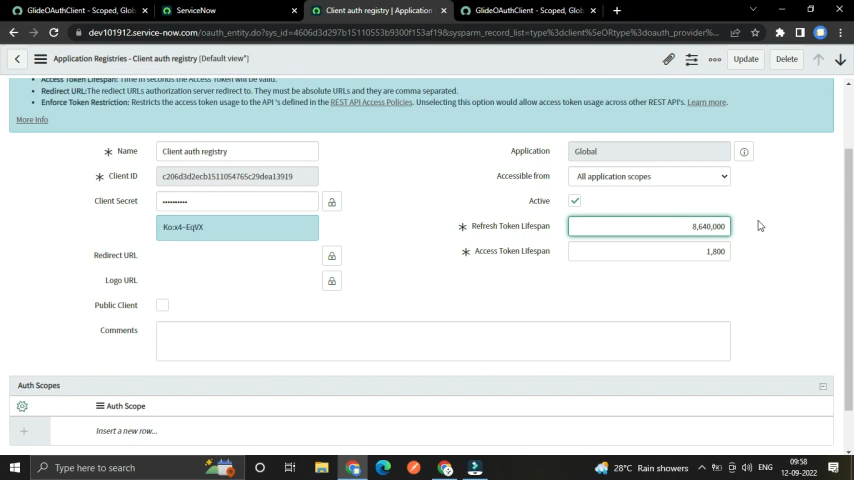 GlideOAuthClient - Scoped, Glob
ServiceNow
Client auth registry | Application
GlideOAuthClient - Scoped, Glob
dev101912.service-now.com/oauth_entity.do?sys_id=4606d3d297b15110553b9300f153af19&sysparm_record_list=type%3dclient%5eORtype%3doauth_provider%...
Application Registries - Client auth registry [Default view*]
Update
Delete
Access Token Lifespan: Time in seconds the Access Token will be valid.
Redirect URL:The rediect URLs authorization server redirect to. They must be absolute URLs and they are comma separated.
Enforce Token Restriction: Restricts the access token usage to the API 's defined in the REST API Access Policies. Unselecting this option would allow access token usage across other REST API's. Learn more.
More Info
Name
Client auth registry
Application
Global
Client ID
c206d3d2ecb1511054765c29dea13919
Accessible from
All application scopes
Client Secret
Active
Ko:x4~EqVX
Refresh Token Lifespan
8,640,000
Redirect URL
Access Token Lifespan
1,800
Logo URL
Public Client
Comments
Auth Scopes
Auth Scope
Insert a new row...
Type here to search
28°C Rain showers
ENG
09:58
12-09-2022